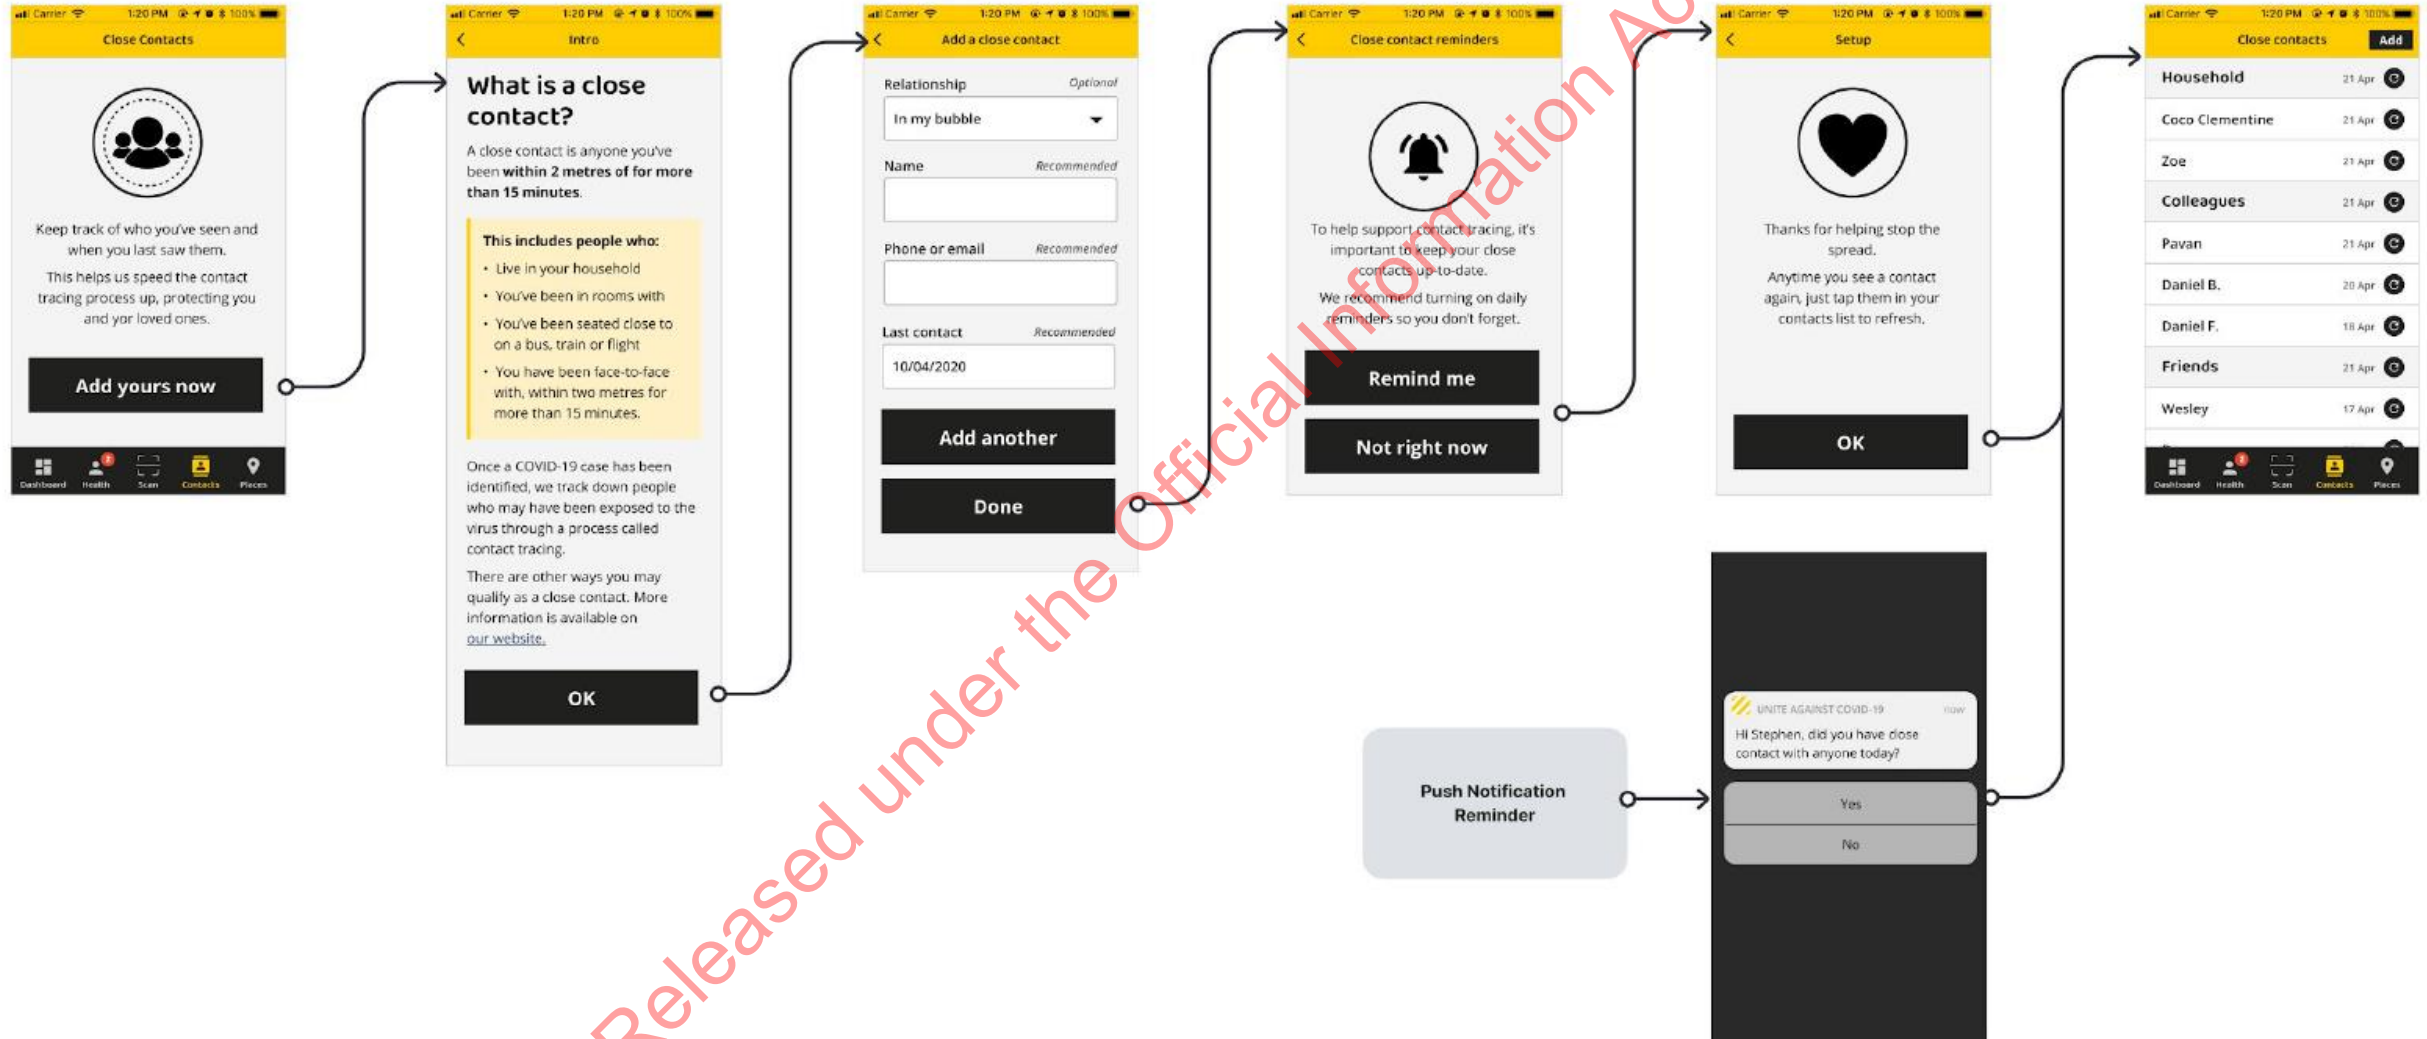 Carrier 1:20 PM 100%
Close Contacts
Keep track of who you've seen and
when you last saw them.
This helps us speed the contact
tracing process up, protecting you
and yor loved ones.
Add yours now
Dashboard Health 2 Scan Contacts Places
Carrier 1:20 PM 100%
Intro
What is a close
contact?
A close contact is anyone you've
been within 2 metres of for more
than 15 minutes.
This includes people who:
• Live in your household
• You've been in rooms with
• You've been seated close to
on a bus, train or flight
• You have been face-to-face
with, within two metres for
more than 15 minutes.
Once a COVID-19 case has been
identified, we track down people
who may have been exposed to the
virus through a process called
contact tracing.
There are other ways you may
qualify as a close contact. More
information is available on
our website.
OK
Carrier 1:20 PM 100%
Add a close contact
Relationship Optional
In my bubble
Name Recommended
Phone or email Recommended
Last contact Recommended
10/04/2020
Add another
Done
Carrier 1:20 PM 100%
Close contact reminders
To help support contact tracing, it's
important to keep your close
contacts up-to-date.
We recommend turning on daily
reminders so you don't forget.
Remind me
Not right now
Carrier 1:20 PM 100%
Setup
Thanks for helping stop the
spread.
Anytime you see a contact
again, just tap them in your
contacts list to refresh.
OK
Carrier 1:20 PM 100%
Close contacts Add
Household 21 Apr
Coco Clementine 21 Apr
Zoe 21 Apr
Colleagues 21 Apr
Pavan 21 Apr
Daniel B. 20 Apr
Daniel F. 18 Apr
Friends 21 Apr
Wesley 17 Apr
Dashboard Health 2 Scan Contacts Places
Push Notification
Reminder
UNITE AGAINST COVID-19 now
Hi Stephen, did you have close
contact with anyone today?
Yes
No
Released under the Official Information